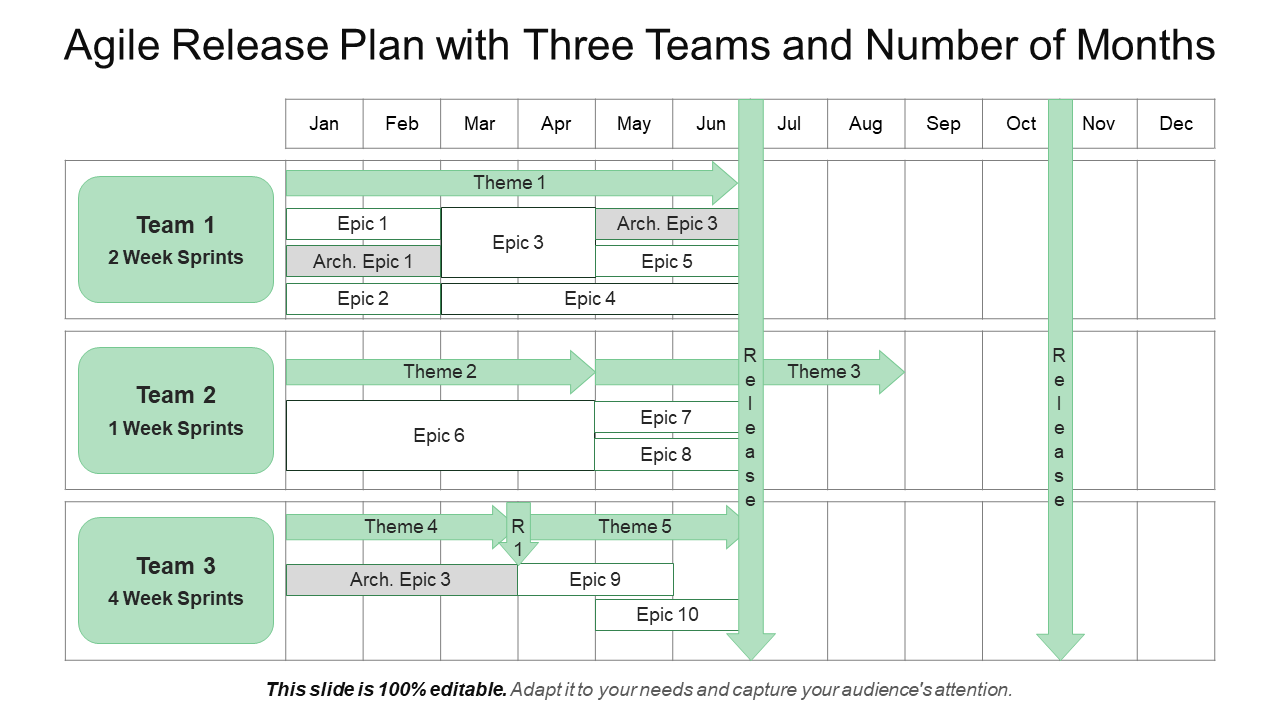 Agile Release Plan with Three Teams and Number of Months
Jan Feb Mar Apr May Jun Jul Aug Sep Oct Nov Dec
Team 1
2 Week Sprints
Theme 1
Epic 1
Epic 3
Arch. Epic 3
Arch. Epic 1
Epic 5
Epic 2
Epic 4
Team 2
1 Week Sprints
Theme 2
Theme 3
Epic 6
Epic 7
Epic 8
Team 3
4 Week Sprints
Theme 4
R
1
Theme 5
Arch. Epic 3
Epic 9
Epic 10
R
e
l
e
a
s
e
R
e
l
e
a
s
e
This slide is 100% editable. Adapt it to your needs and capture your audience's attention.